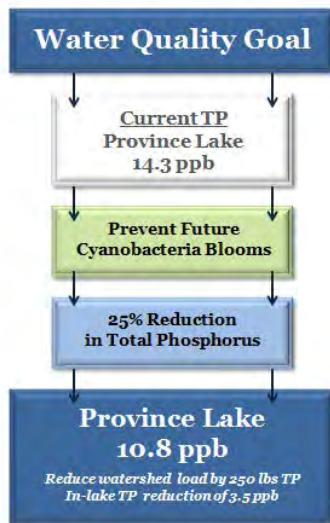 Water Quality Goal
Current TP
Province Lake
14.3 ppb
Prevent Future
Cyanobacteria Blooms
25% Reduction
in Total Phosphorus
Province Lake
10.8 ppb
Reduce watershed load by 250 lbs TP
In-lake TP reduction of 3.5 ppb